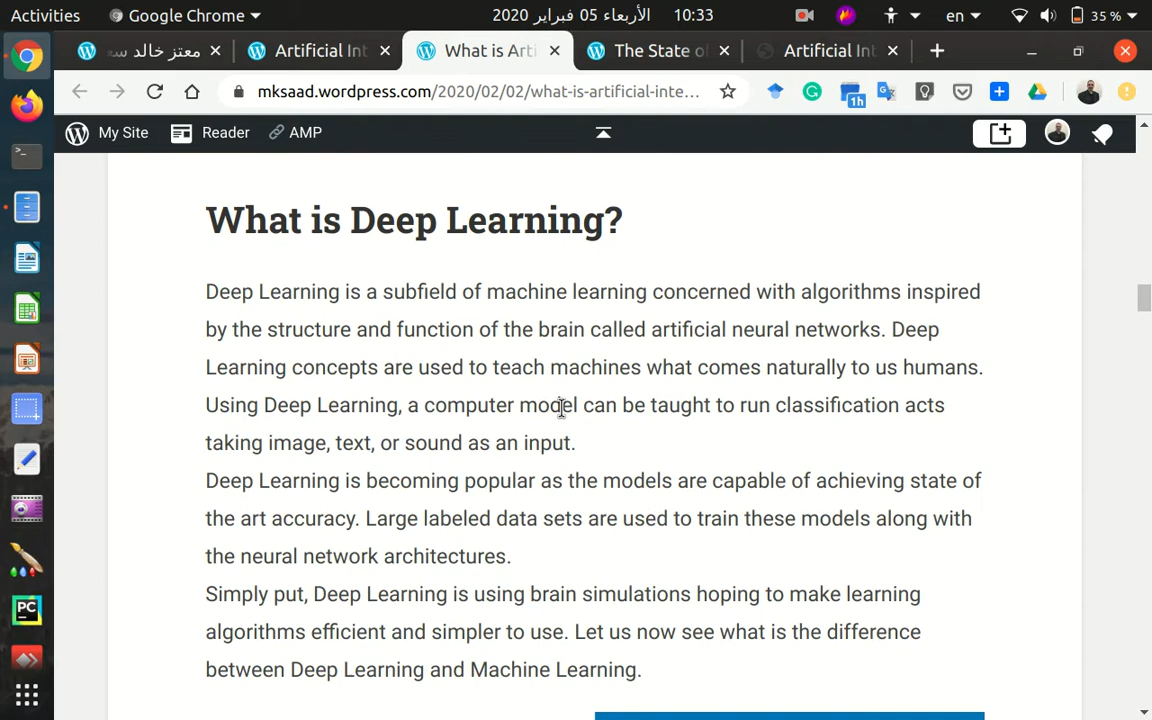 Activities
Google Chrome
الأربعاء 05 فبراير 2020
10:33
en
35 %
معتز خالد سع
Artificial Int
What is Arti
The State o
Artificial Int
mksaad.wordpress.com/2020/02/02/what-is-artificial-inte...
1h
My Site
Reader
AMP
What is Deep Learning?
Deep Learning is a subfield of machine learning concerned with algorithms inspired
by the structure and function of the brain called artificial neural networks. Deep
Learning concepts are used to teach machines what comes naturally to us humans.
Using Deep Learning, a computer model can be taught to run classification acts
taking image, text, or sound as an input.
Deep Learning is becoming popular as the models are capable of achieving state of
the art accuracy. Large labeled data sets are used to train these models along with
the neural network architectures.
Simply put, Deep Learning is using brain simulations hoping to make learning
algorithms efficient and simpler to use. Let us now see what is the difference
between Deep Learning and Machine Learning.
PC